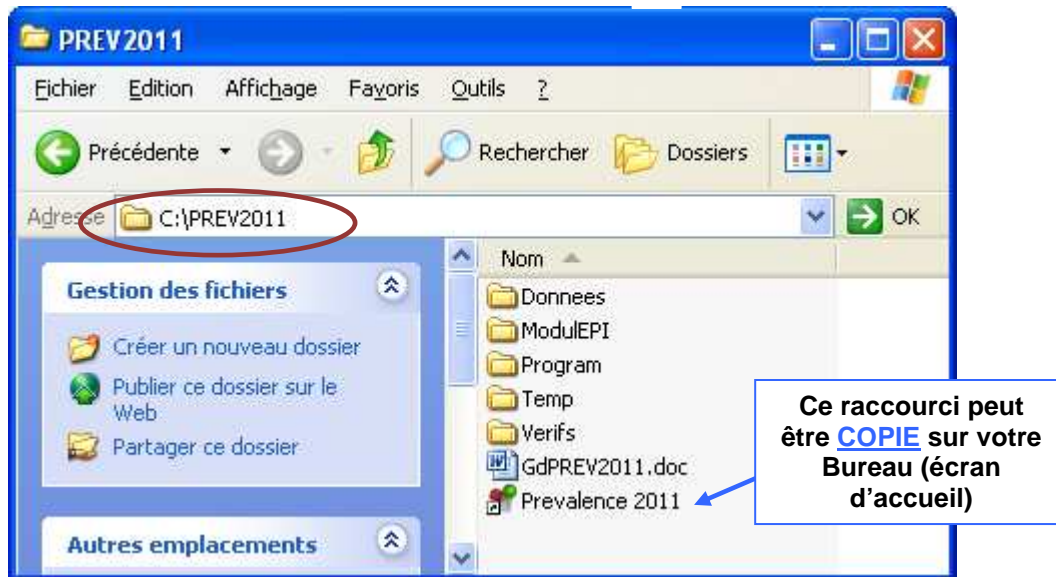 PREV2011
Fichier Edition Affichage Favoris Outils ?
Précédente Rechercher Dossiers
Adresse C:\PREV2011 OK
Nom
Gestion des fichiers
Créer un nouveau dossier
Publier ce dossier sur le
Web
Partager ce dossier
Autres emplacements
Donnees
ModulEPI
Program
Temp
Verifs
GdPREV2011.doc
Prevalence 2011
Ce raccourci peut
être COPIE sur votre
Bureau (écran
d'accueil)